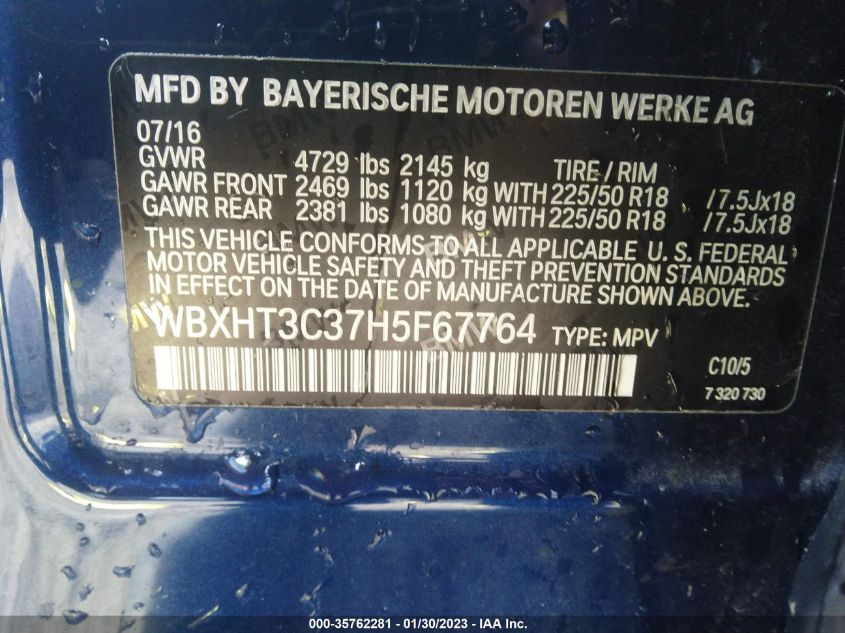 MFD BY BAYERISCHE MOTOREN WERKE AG
07/16
GVWR 4729 lbs 2145 kg TIRE / RIM
GAWR FRONT 2469 lbs 1120 kg WITH 225/50 R18 / 7.5Jx18
GAWR REAR 2381 lbs 1080 kg WITH 225/50 R18 / 7.5Jx18
THIS VEHICLE CONFORMS TO ALL APPLICABLE U. S. FEDERAL
MOTOR VEHICLE SAFETY AND THEFT PREVENTION STANDARDS
IN EFFECT ON THE DATE OF MANUFACTURE SHOWN ABOVE.
WBXHT3C37H5F67764 TYPE: MPV
C10/5
7 320 730
000-35762281 - 01/30/2023 - IAA Inc.